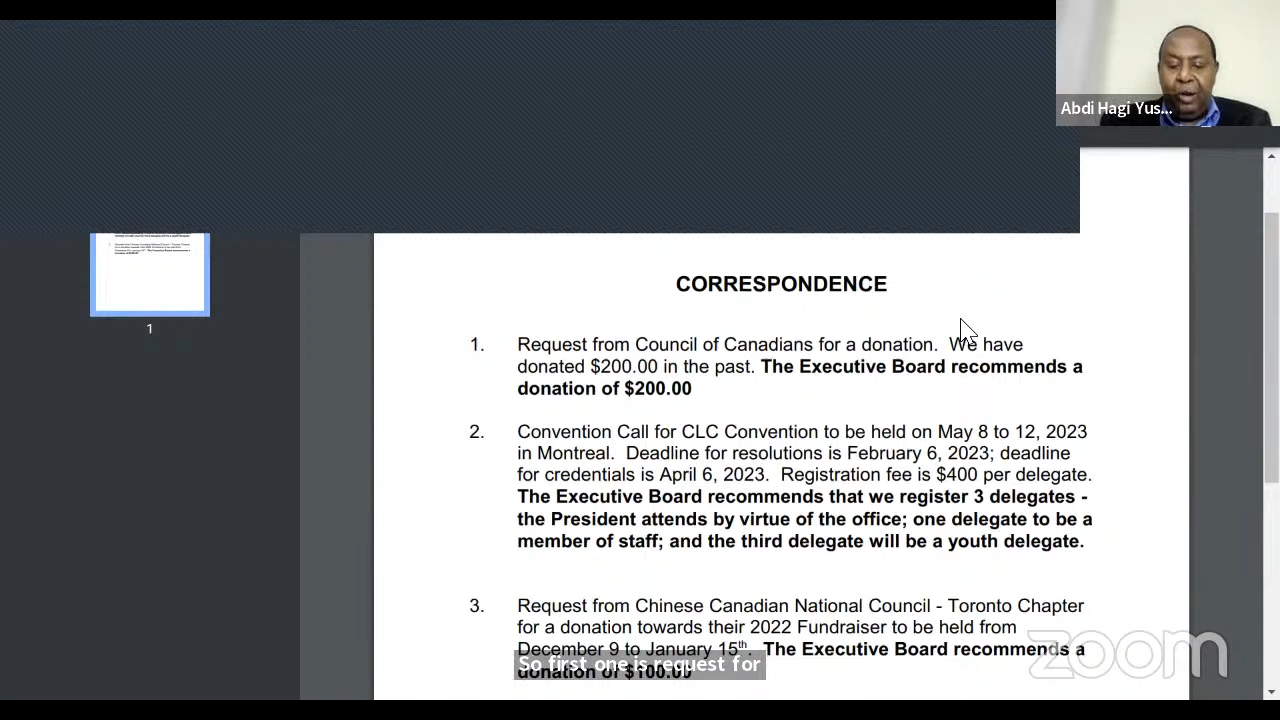 Abdi Hagi Yus...
CORRESPONDENCE
1. Request from Council of Canadians for a donation. We have
donated $200.00 in the past. The Executive Board recommends a
donation of $200.00
2. Convention Call for CLC Convention to be held on May 8 to 12, 2023
in Montreal. Deadline for resolutions is February 6, 2023; deadline
for credentials is April 6, 2023. Registration fee is $400 per delegate.
The Executive Board recommends that we register 3 delegates -
the President attends by virtue of the office; one delegate to be a
member of staff; and the third delegate will be a youth delegate.
3. Request from Chinese Canadian National Council - Toronto Chapter
for a donation towards their 2022 Fundraiser to be held from
December 9 to January 15th. The Executive Board recommends a
donation of $100.00
So first one is request for
zoom
1